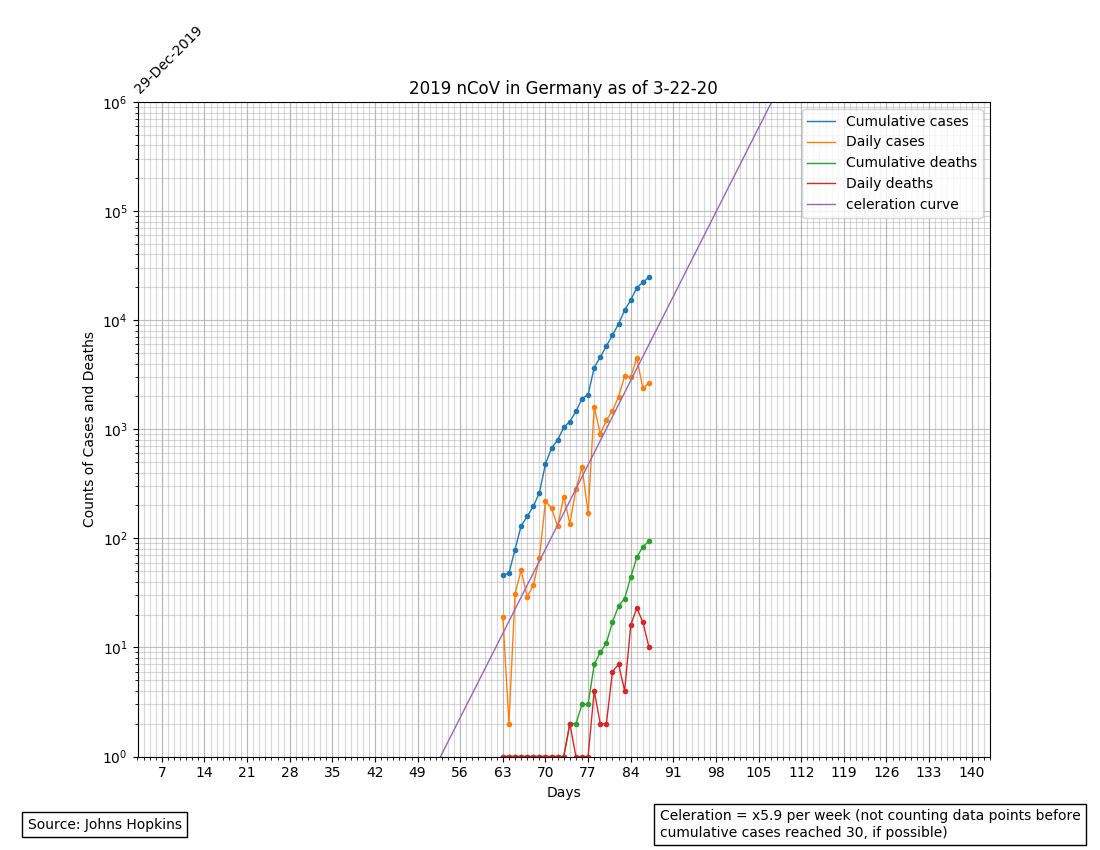 29-Dec-2019
2019 nCoV in Germany as of 3-22-20
10^6
10^5
10^4
10^3
10^2
10^1
10^0
Counts of Cases and Deaths
Cumulative cases
Daily cases
Cumulative deaths
Daily deaths
celeration curve
7 14 21 28 35 42 49 56 63 70 77 84 91 98 105 112 119 126 133 140
Days
Source: Johns Hopkins
Celeration = x5.9 per week (not counting data points before
cumulative cases reached 30, if possible)